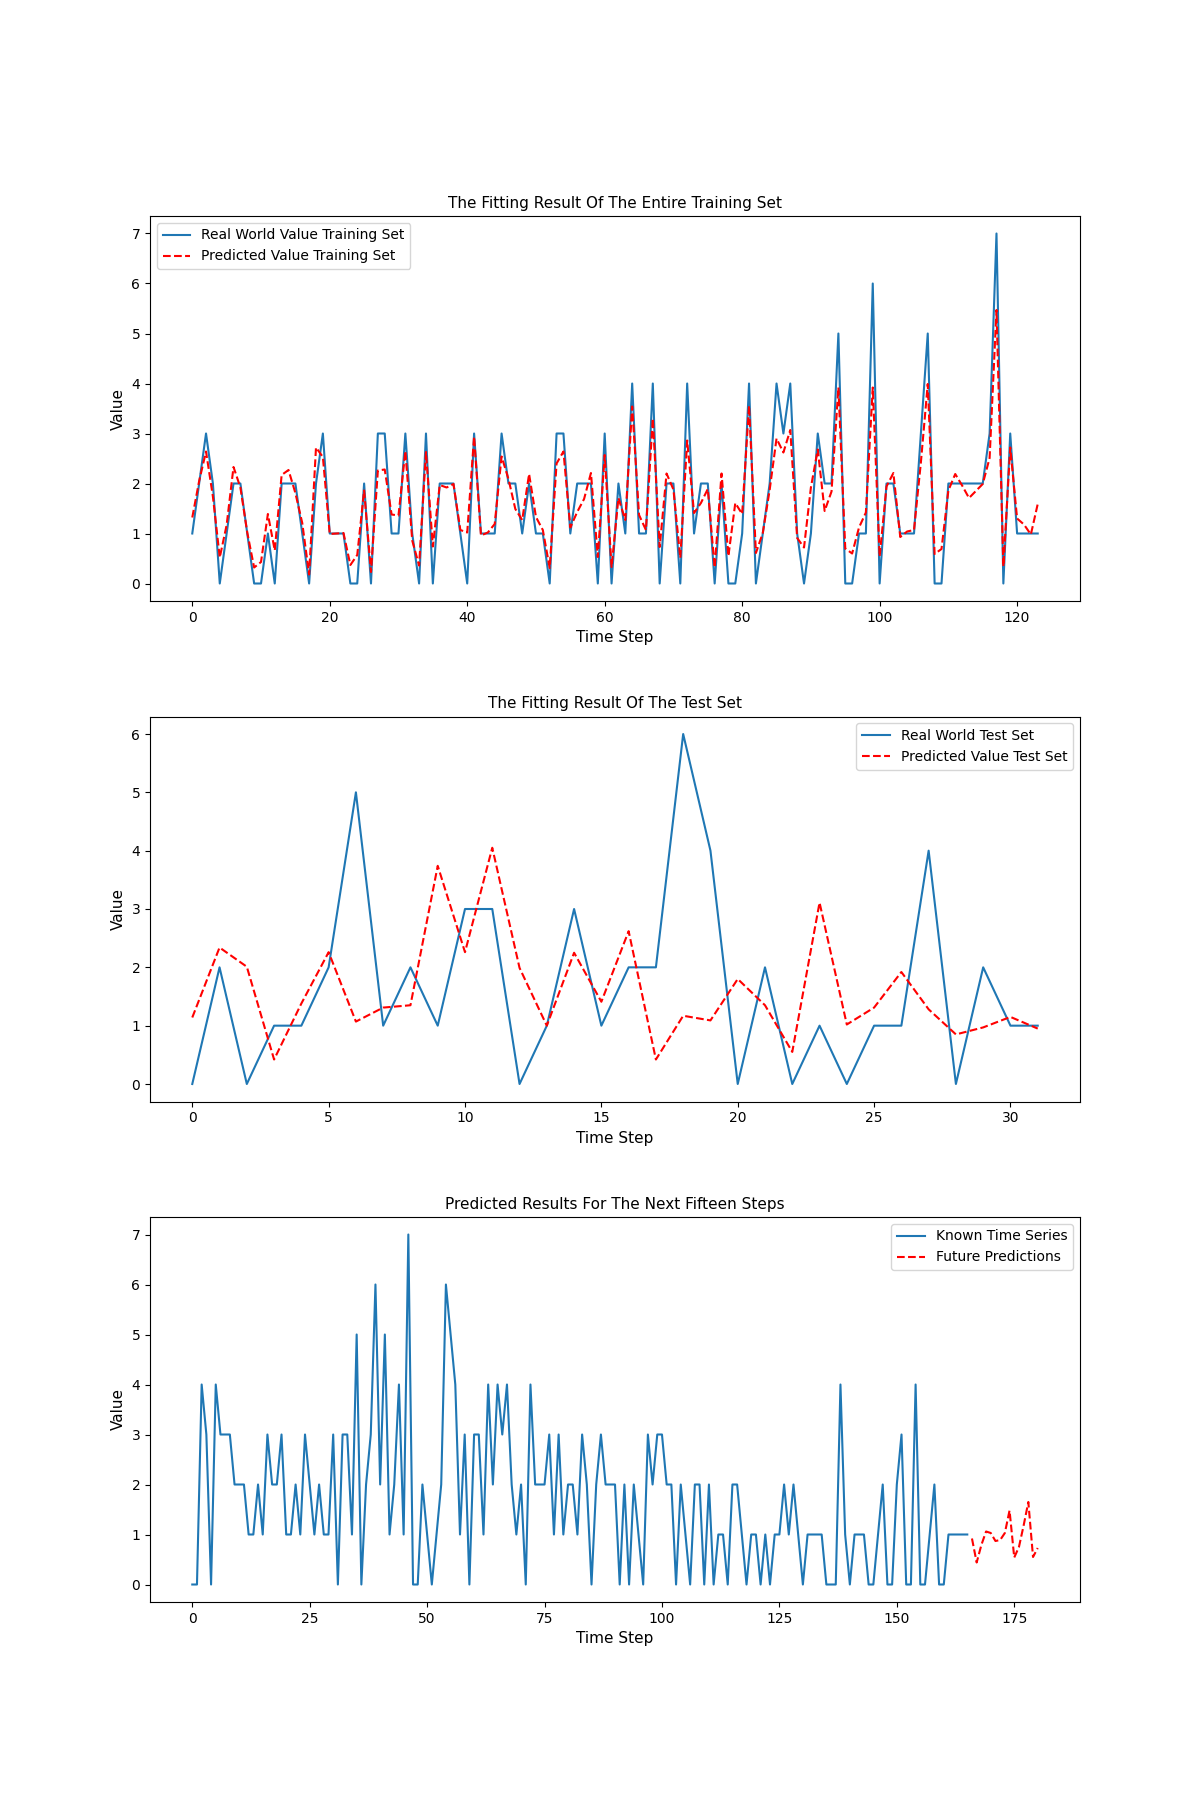 The Fitting Result Of The Entire Training Set
Real World Value Training Set
Predicted Value Training Set
7
6
5
4
3
2
1
0
Value
0 20 40 60 80 100 120
Time Step
The Fitting Result Of The Test Set
Real World Test Set
Predicted Value Test Set
6
5
4
3
2
1
0
Value
0 5 10 15 20 25 30
Time Step
Predicted Results For The Next Fifteen Steps
Known Time Series
Future Predictions
7
6
5
4
3
2
1
0
Value
0 25 50 75 100 125 150 175
Time Step